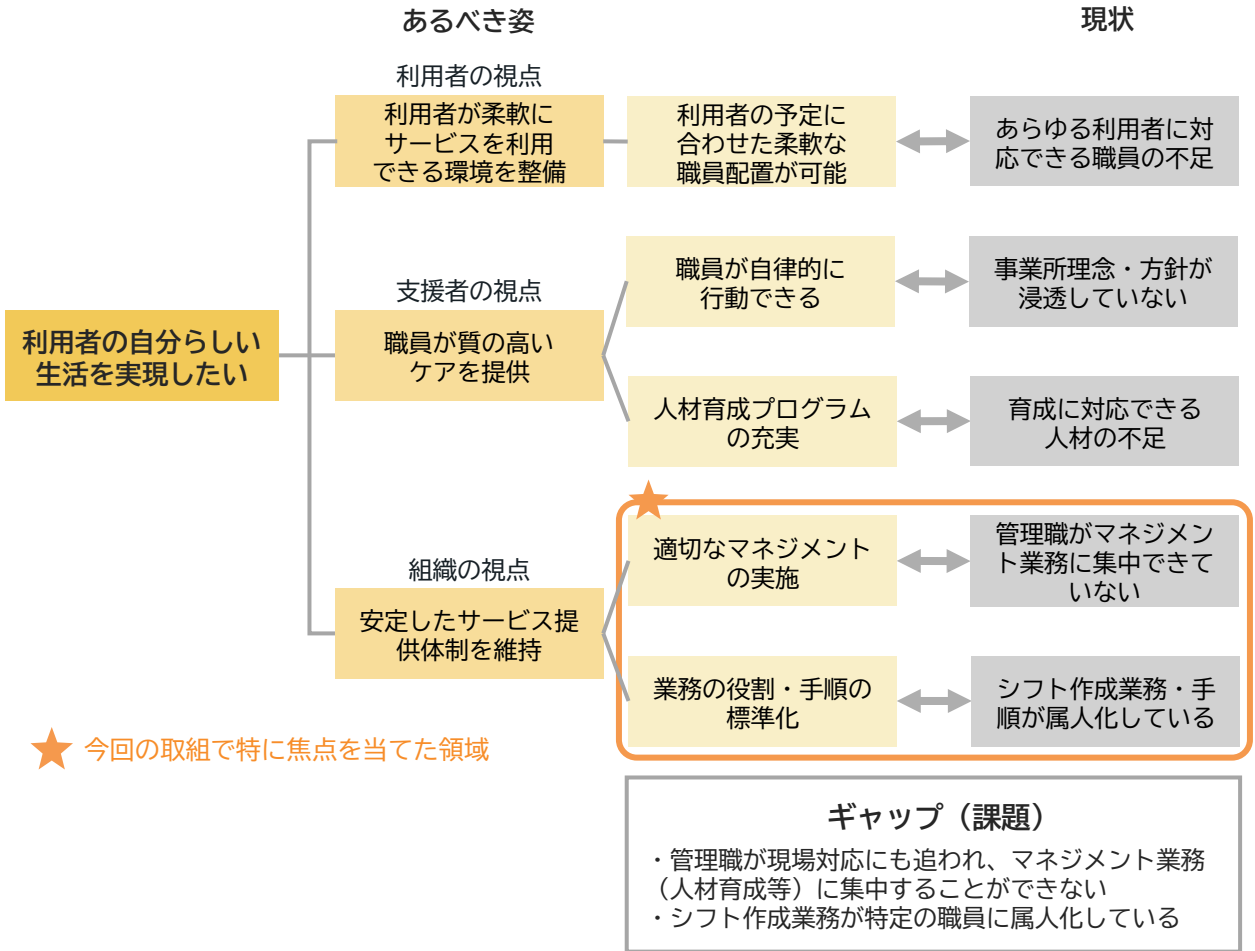 あるべき姿
現状
利用者の視点
利用者が柔軟に
サービスを利用
できる環境を整備
利用者の予定に
合わせた柔軟な
職員配置が可能
あらゆる利用者に対
応できる職員の不足
支援者の視点
職員が質の高い
ケアを提供
職員が自律的に
行動できる
事業所理念・方針が
浸透していない
利用者の自分らしい
生活を実現したい
人材育成プログラム
の充実
育成に対応できる
人材の不足
組織の視点
安定したサービス提
供体制を維持
適切なマネジメント
の実施
管理職がマネジメン
ト業務に集中できて
いない
業務の役割・手順の
標準化
シフト作成業務・手
順が属人化している
今回の取組で特に焦点を当てた領域
ギャップ（課題）
・管理職が現場対応にも追われ、マネジメント業務
（人材育成等）に集中することができない
・シフト作成業務が特定の職員に属人化している